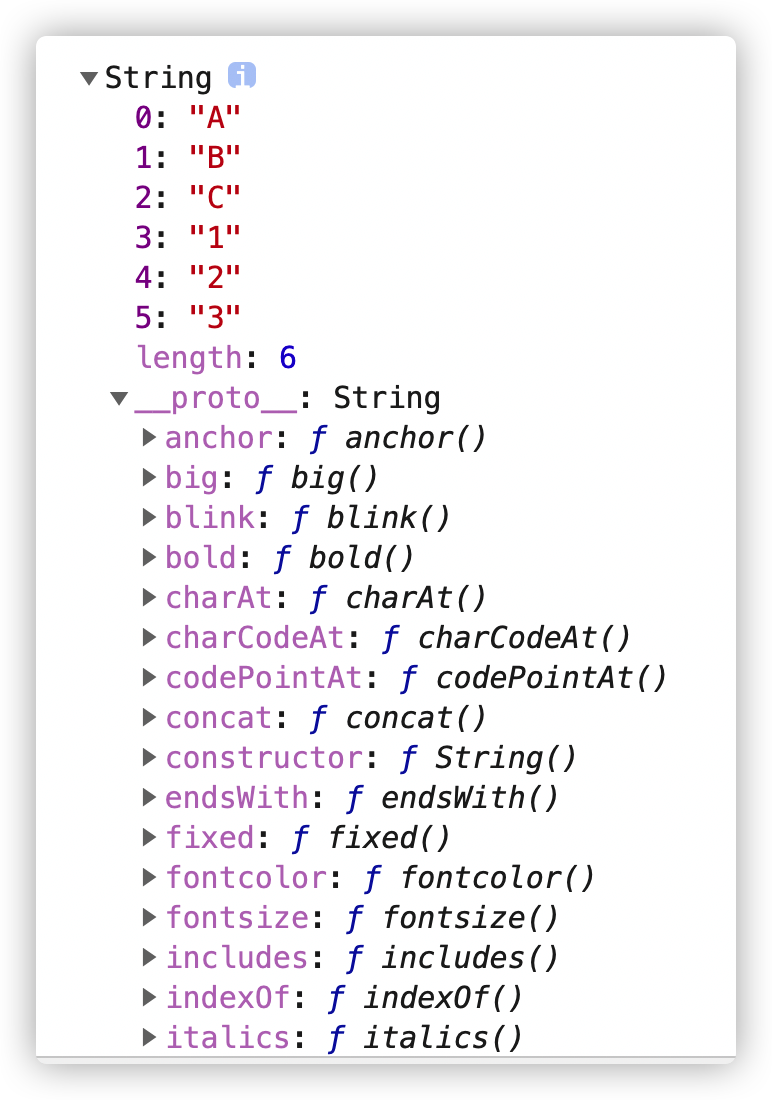 ▼String i
0: "A"
1: "B"
2: "C"
3: "1"
4: "2"
5: "3"
length: 6
▼__proto__: String
▶anchor: ƒ anchor()
▶big: ƒ big()
▶blink: ƒ blink()
▶bold: ƒ bold()
▶charAt: ƒ charAt()
▶charCodeAt: ƒ charCodeAt()
▶codePointAt: ƒ codePointAt()
▶concat: ƒ concat()
▶constructor: ƒ String()
▶endsWith: ƒ endsWith()
▶fixed: ƒ fixed()
▶fontcolor: ƒ fontcolor()
▶fontsize: ƒ fontsize()
▶includes: ƒ includes()
▶indexOf: ƒ indexOf()
▶italics: ƒ italics()